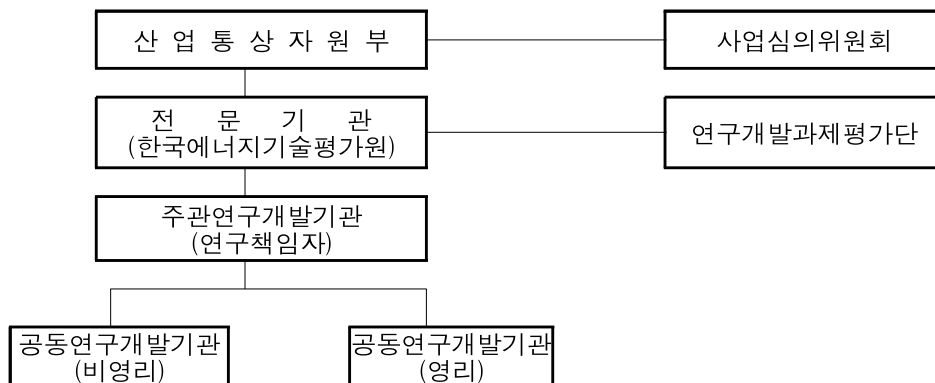 산 업 통 상 자 원 부
사업심의위원회
전 문 기 관
(한국에너지기술평가원)
연구개발과제평가단
주관연구개발기관
(연구책임자)
공동연구개발기관
(비영리)
공동연구개발기관
(영리)